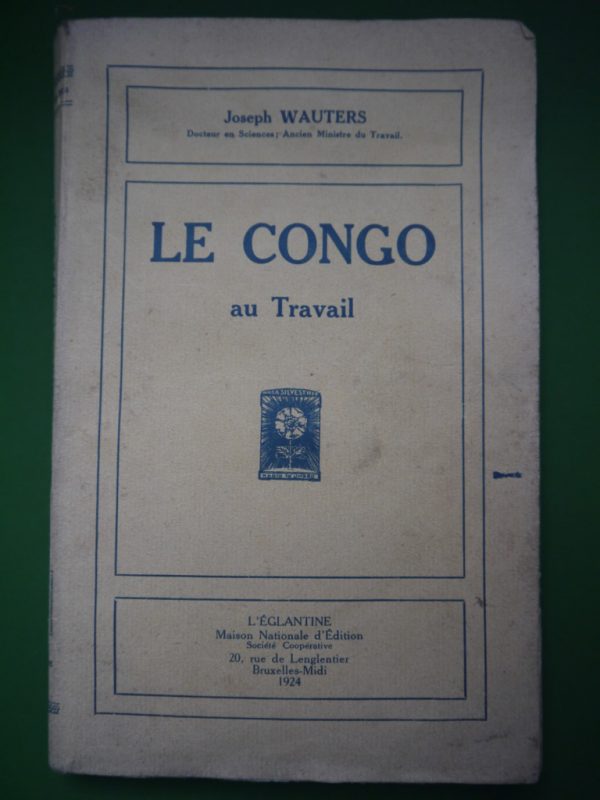 Joseph WAUTERS
Docteur en Sciences; Ancien Ministre du Travail.
LE CONGO
au Travail
L'ÉGLANTINE
Maison Nationale d'Édition
Société Coopérative
20, rue de Lenglentier
Bruxelles-Midi
1924